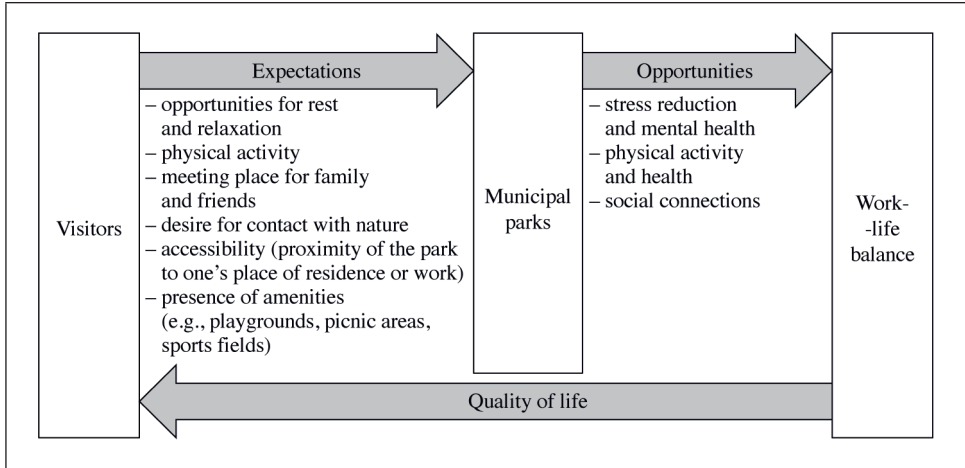 Visitors
Expectations
– opportunities for rest
and relaxation
– physical activity
– meeting place for family
and friends
– desire for contact with nature
– accessibility (proximity of the park
to one’s place of residence or work)
– presence of amenities
(e.g., playgrounds, picnic areas,
sports fields)
Municipal
parks
Opportunities
– stress reduction
and mental health
– physical activity
and health
– social connections
Work-
-life
balance
Quality of life